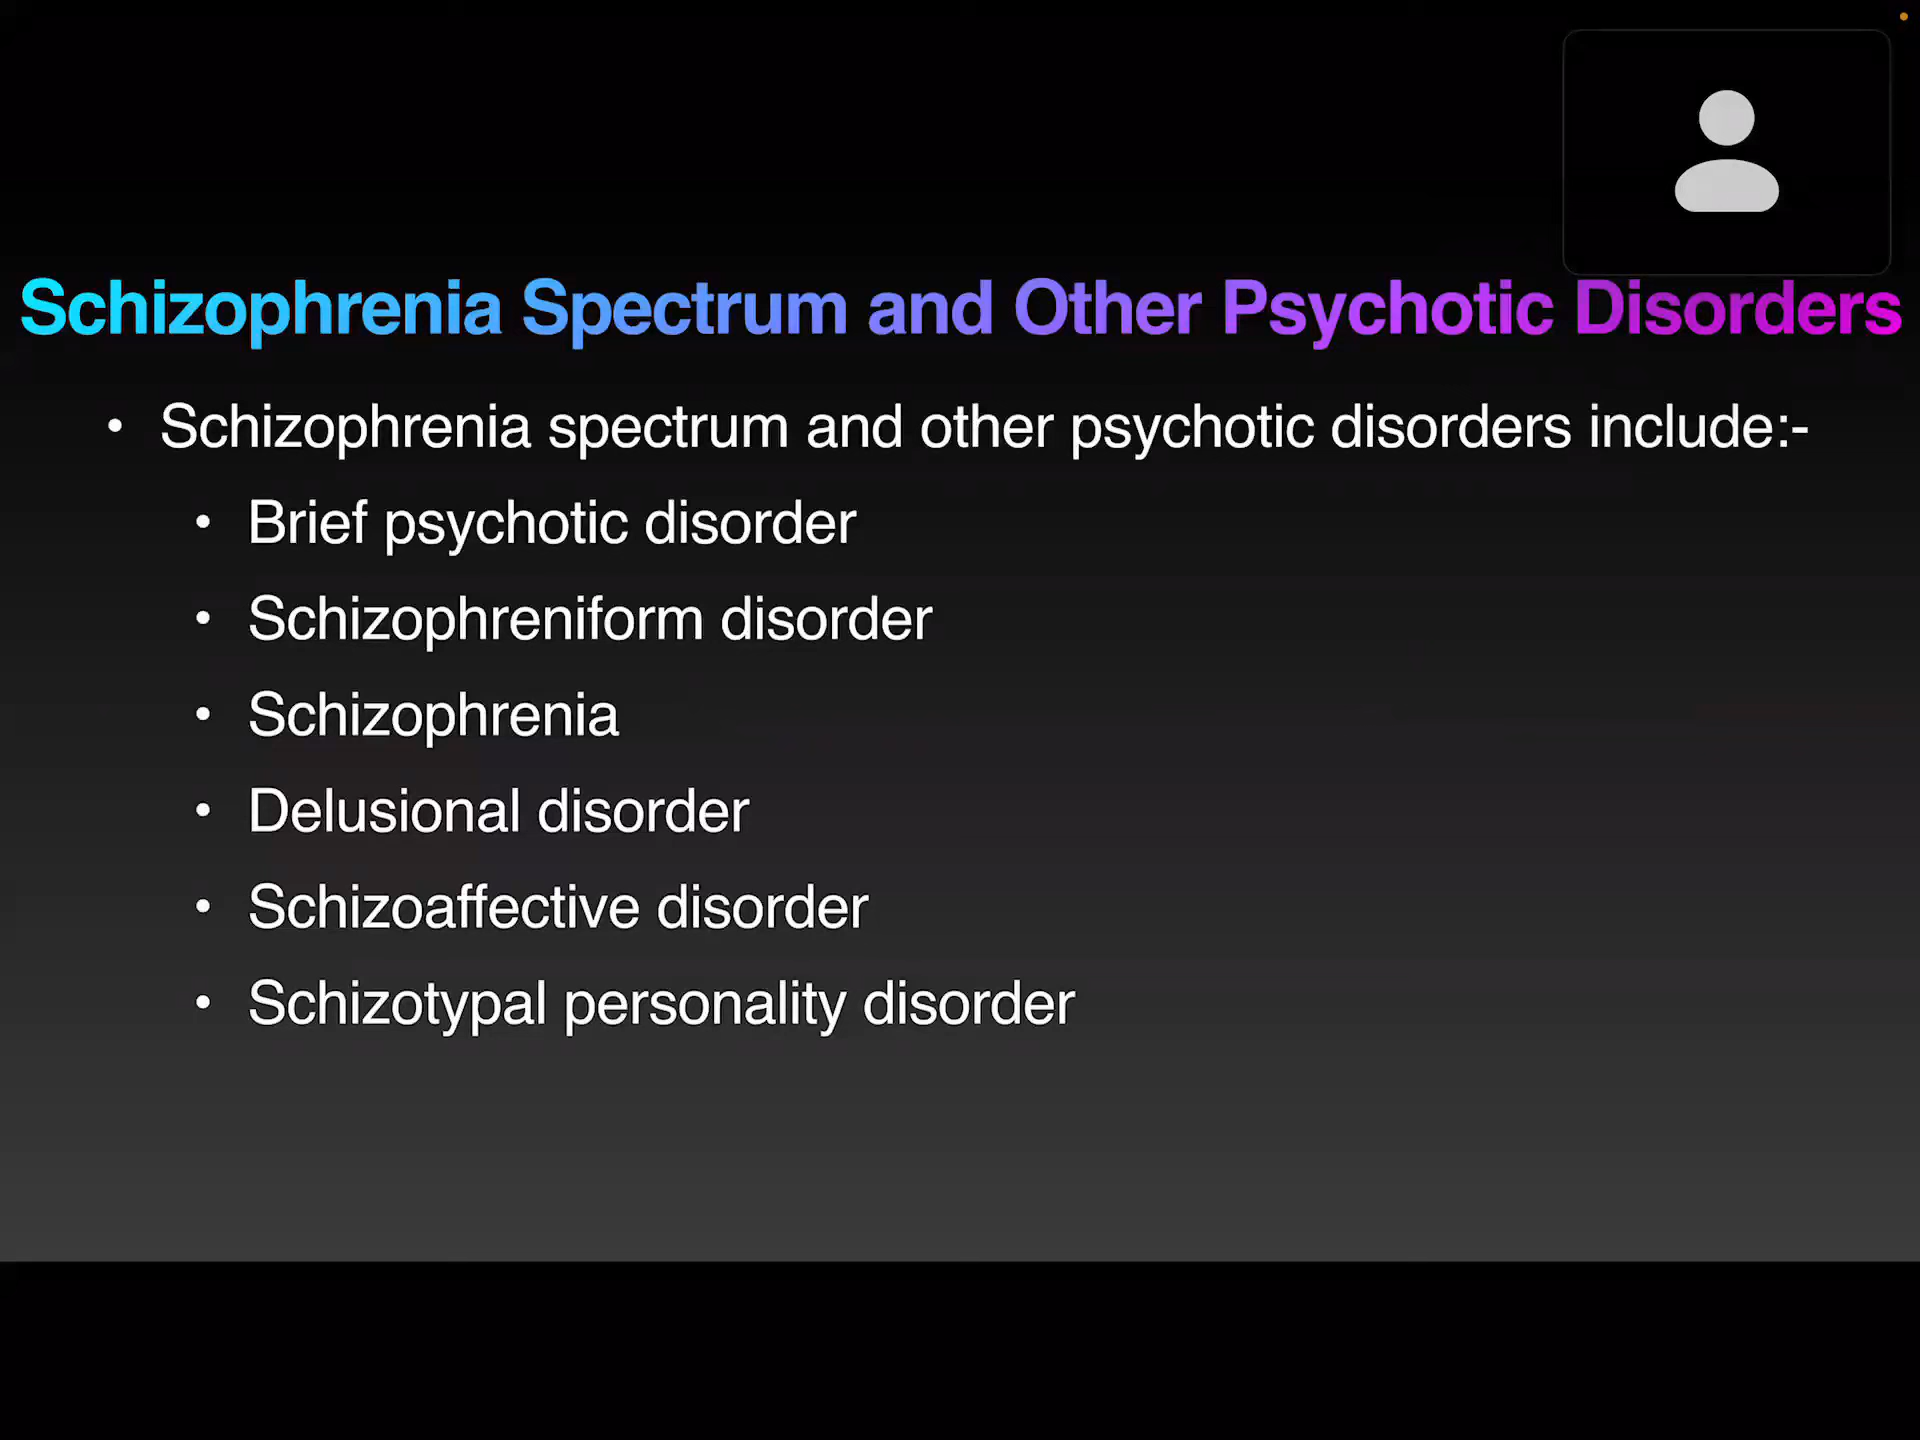 Schizophrenia Spectrum and Other Psychotic Disorders
• Schizophrenia spectrum and other psychotic disorders include:-
• Brief psychotic disorder
• Schizophreniform disorder
• Schizophrenia
• Delusional disorder
• Schizoaffective disorder
• Schizotypal personality disorder